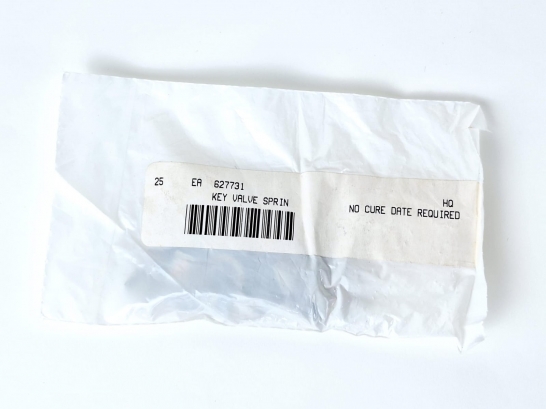 25 EA 627731 HQ
KEY VALVE SPRIN NO CURE DATE REQUIRED